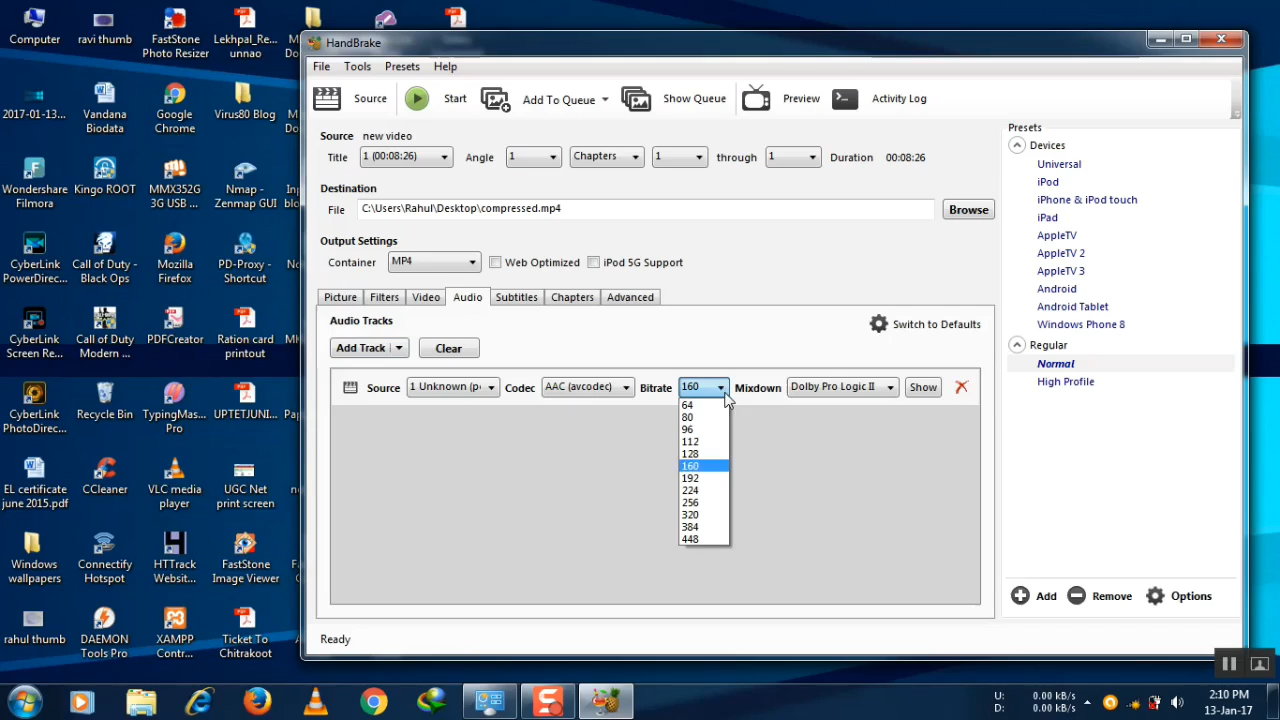 Computer
ravi thumb
FastStone
Photo Resizer
Lekhpal_Re...
unnao
2017-01-13...
Vandana
Biodata
Google
Chrome
Virus80 Blog
Wondershare
Filmora
Kingo ROOT
MMX352G
3G USB ...
Nmap -
Zenmap GUI
CyberLink
PowerDirec...
Call of Duty -
Black Ops
Mozilla
Firefox
PD-Proxy -
Shortcut
CyberLink
Screen Re...
Call of Duty
Modern ...
PDFCreator
Ration card
printout
CyberLink
PhotoDirec...
Recycle Bin
TypingMas...
Pro
UPTETJUNI...
EL certificate
june 2015.pdf
CCleaner
VLC media
player
UGC Net
print screen
Windows
wallpapers
Connectify
Hotspot
HTTrack
Websit...
FastStone
Image Viewer
rahul thumb
DAEMON
Tools Pro
XAMPP
Contr...
Ticket To
Chitrakoot
HandBrake
File Tools Presets Help
Source Start Add To Queue Show Queue Preview Activity Log
Source new video
Title 1 (00:08:26) Angle 1 Chapters 1 through 1 Duration 00:08:26
Destination
File C:\Users\Rahul\Desktop\compressed.mp4 Browse
Output Settings
Container MP4 Web Optimized iPod 5G Support
Picture Filters Video Audio Subtitles Chapters Advanced
Audio Tracks Switch to Defaults
Add Track Clear
Source 1 Unknown (p Codec AAC (avcodec) Bitrate 160 Mixdown Dolby Pro Logic II Show
64
80
96
112
128
160
192
224
256
320
384
448
Ready
Presets
Devices
Universal
iPod
iPhone & iPod touch
iPad
AppleTV
AppleTV 2
AppleTV 3
Android
Android Tablet
Windows Phone 8
Regular
Normal
High Profile
Add Remove Options
U: 0.00 kB/s
D: 0.00 kB/s
2:10 PM
13-Jan-17